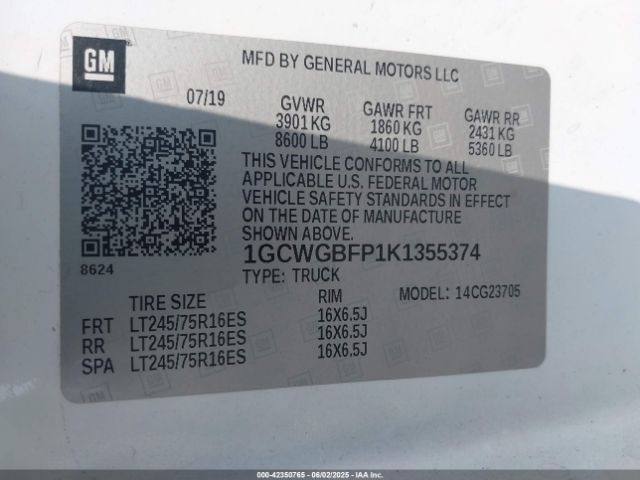 GM
MFD BY GENERAL MOTORS LLC
07/19 GVWR GAWR FRT GAWR RR
3901 KG 1860 KG 2431 KG
8600 LB 4100 LB 5360 LB
THIS VEHICLE CONFORMS TO ALL
APPLICABLE U.S. FEDERAL MOTOR
VEHICLE SAFETY STANDARDS IN EFFECT
ON THE DATE OF MANUFACTURE
SHOWN ABOVE.
8624
1GCWGBFP1K1355374
TYPE: TRUCK MODEL: 14CG23705
TIRE SIZE RIM
FRT LT245/75R16ES 16X6.5J
RR LT245/75R16ES 16X6.5J
SPA LT245/75R16ES 16X6.5J
000-42350765 - 06/02/2025 - IAA Inc.